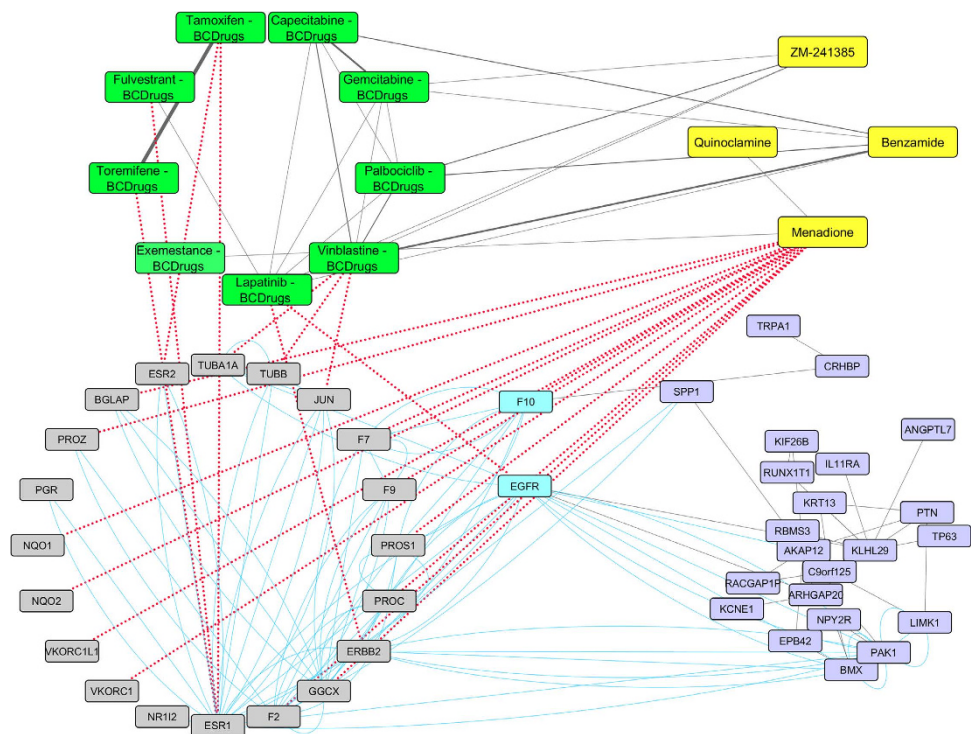 Tamoxifen -
BCDrugs
Capecitabine -
BCDrugs
ZM-241385
Fulvestrant -
BCDrugs
Gemcitabine -
BCDrugs
Quinoclamine
Benzamide
Toremifene -
BCDrugs
Palbociclib -
BCDrugs
Menadione
Exemestance -
BCDrugs
Vinblastine -
BCDrugs
Lapatinib -
BCDrugs
TRPA1
CRHBP
TUBA1A
ESR2
TUBB
SPP1
BGLAP
JUN
F10
ANGPTL7
PROZ
F7
KIF26B
IL11RA
RUNX1T1
PGR
F9
EGFR
KRT13
PTN
RBMS3
TP63
NQO1
PROS1
AKAP12
KLHL29
C9orf125
RACGAP1P
ARHGAP20
NQO2
PROC
KCNE1
NPY2R
LIMK1
EPB42
VKORC1L1
ERBB2
PAK1
BMX
VKORC1
GGCX
NR1I2
F2
ESR1